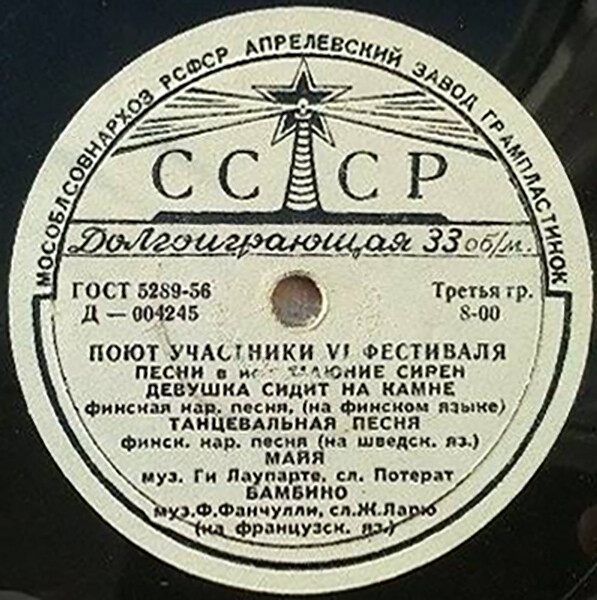 МОСОБЛСОВНАРХОЗ РСФСР АПРЕЛЕВСКИЙ ЗАВОД ГРАМПЛАСТИНОК
СССР
Долгоиграющая 33 об/м.
ГОСТ 5289-56 Третья гр.
Д — 004245 8-00
ПОЮТ УЧАСТНИКИ VI ФЕСТИВАЛЯ
ПЕСНИ в СИРЕН
ДЕВУШКА СИДИТ НА КАМНЕ
финская нар. песня, (на финском языке)
ТАНЦЕВАЛЬНАЯ ПЕСНЯ
финск. нар. песня (на шведск. яз.)
МАЙЯ
муз. Ги Лаупарте, сл. Потерат
БАМБИНО
муз.Ф.Фанчулли, сл.Ж.Ларю
(на французск. яз.)